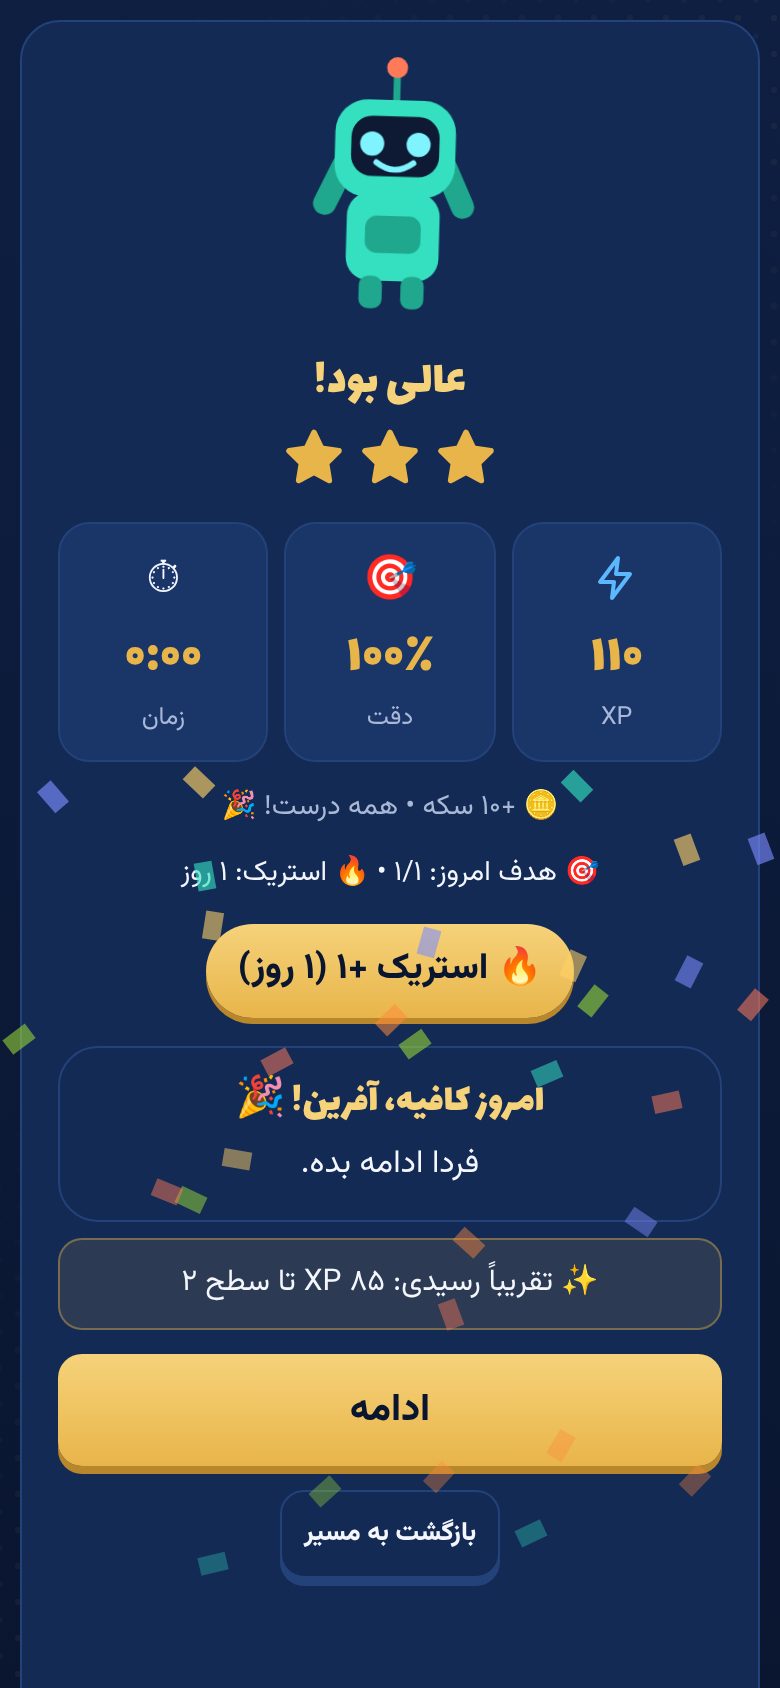 عالی بود!
۱۱۰
XP
۱۰۰٪
دقت
۰:۰۰
زمان
🪙 +۱۰ سکه • همه درست! 🎉
🎯 هدف امروز: ۱/۱ • 🔥 استریک: ۱ روز
🔥 استریک +۱ (۱ روز)
امروز کافیه، آفرین! 🎉
فردا ادامه بده.
✨ تقریباً رسیدی: ۸۵ XP تا سطح ۲
ادامه
بازگشت به مسیر